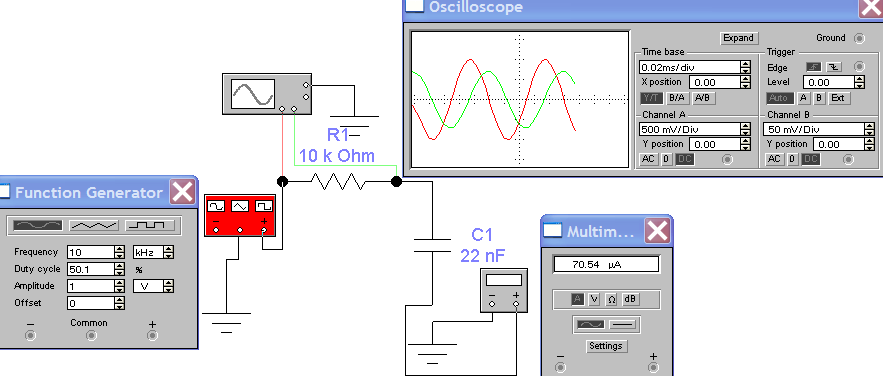 Oscilloscope
Expand
Ground
Time base
0.02ms/div
X position 0.00
Y/T B/A A/B
Trigger
Edge
Level 0.00
Auto A B Ext
Channel A
500 mV/Div
Y position 0.00
AC 0 DC
Channel B
50 mV/Div
Y position 0.00
AC 0 DC
R1
10 k Ohm
Function Generator
Frequency 10 kHz
Duty cycle 50.1 %
Amplitude 1 V
Offset 0
− Common +
− +
C1
22 nF
− +
Multim...
70.54 µA
A V Ω dB
Settings
− +